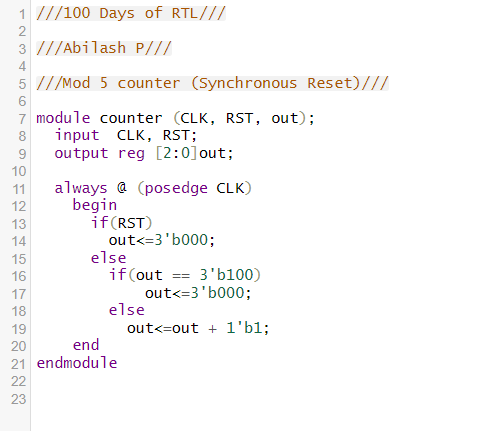 1 ///100 Days of RTL///
2
3 ///Abilash P///
4
5 ///Mod 5 counter (Synchronous Reset)///
6
7 module counter (CLK, RST, out);
8   input  CLK, RST;
9   output reg [2:0]out;
10
11   always @ (posedge CLK)
12     begin
13       if(RST)
14         out<=3'b000;
15       else
16         if(out == 3'b100)
17             out<=3'b000;
18         else
19           out<=out + 1'b1;
20     end
21 endmodule
22
23